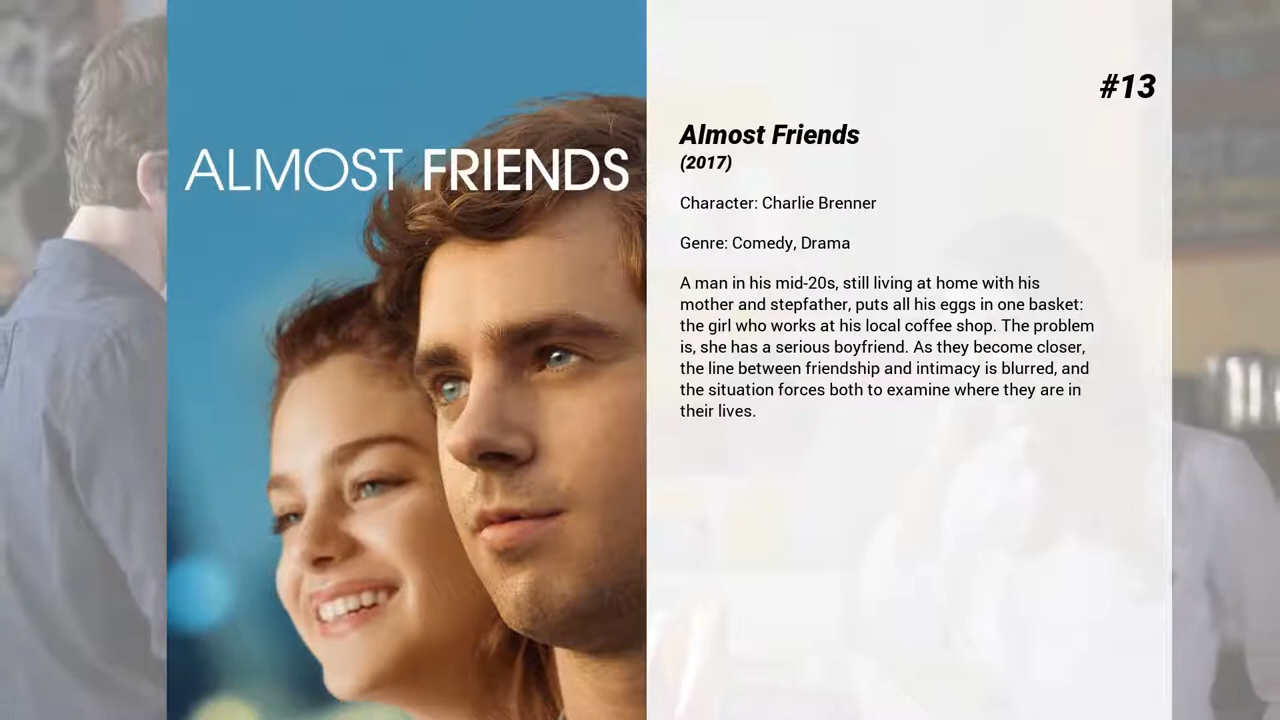 ALMOST FRIENDS
#13
Almost Friends
(2017)
Character: Charlie Brenner
Genre: Comedy, Drama
A man in his mid-20s, still living at home with his
mother and stepfather, puts all his eggs in one basket:
the girl who works at his local coffee shop. The problem
is, she has a serious boyfriend. As they become closer,
the line between friendship and intimacy is blurred, and
the situation forces both to examine where they are in
their lives.